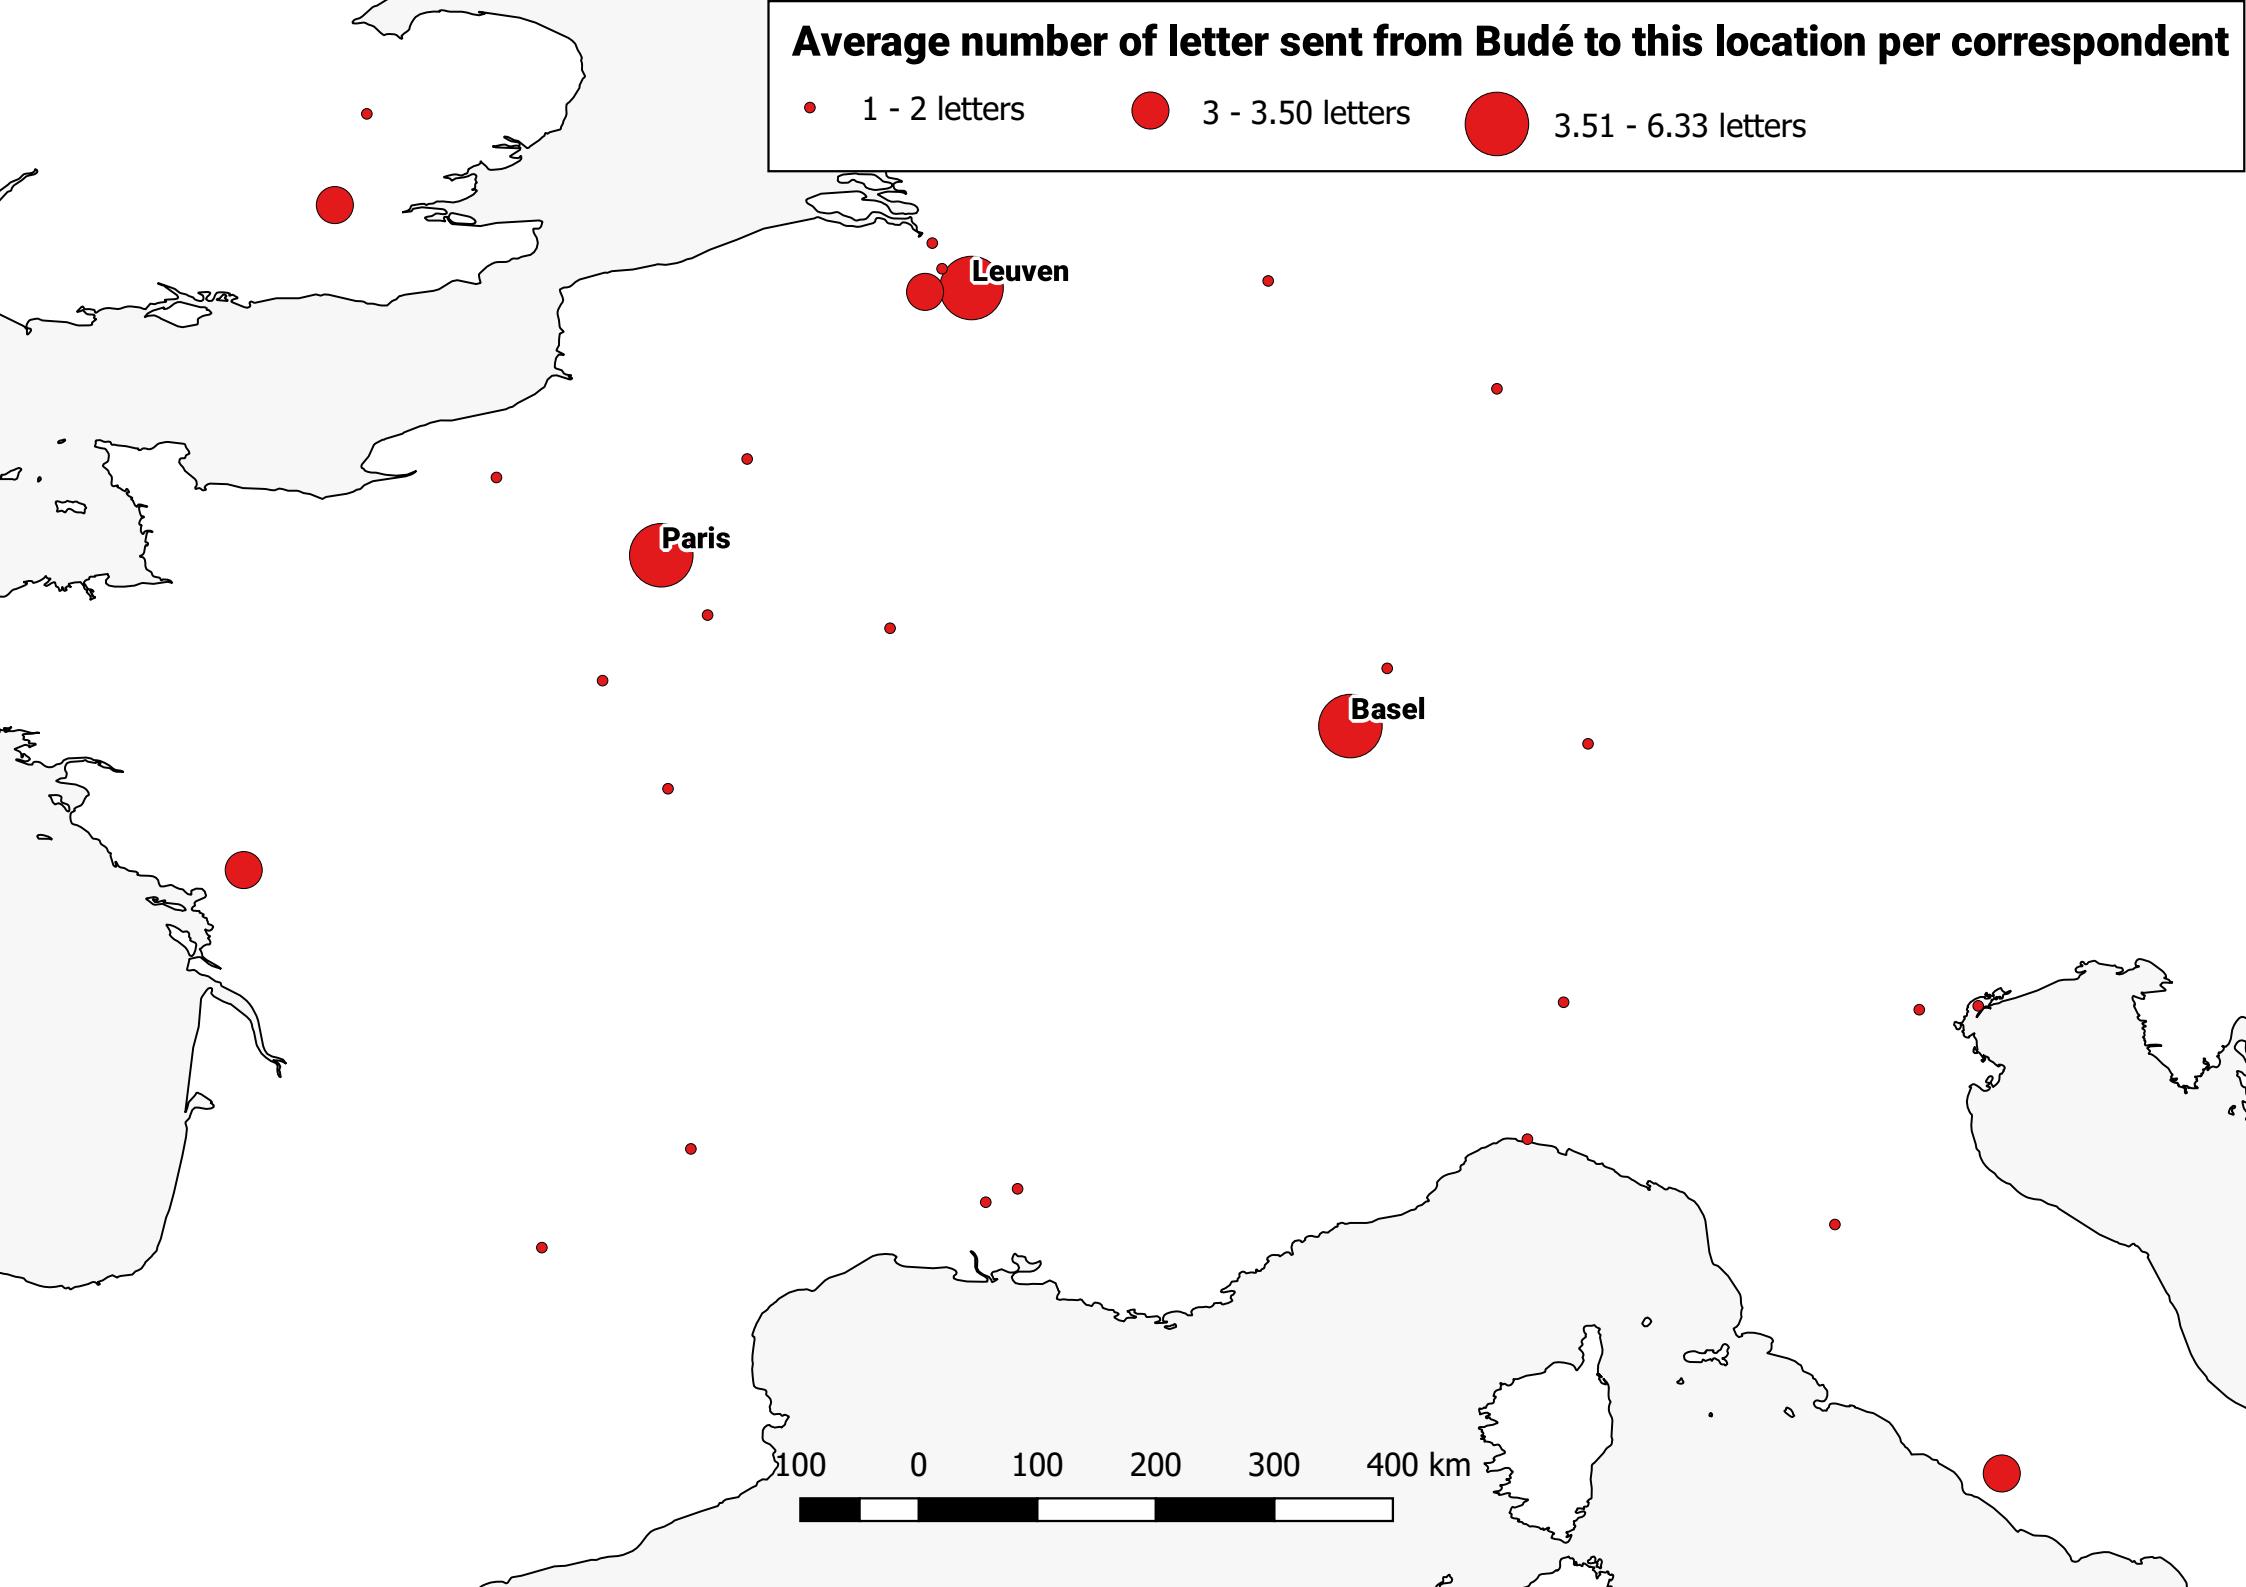 Average number of letter sent from Budé to this location per correspondent
1 - 2 letters
3 - 3.50 letters
3.51 - 6.33 letters
Leuven
Paris
Basel
100 0 100 200 300 400 km